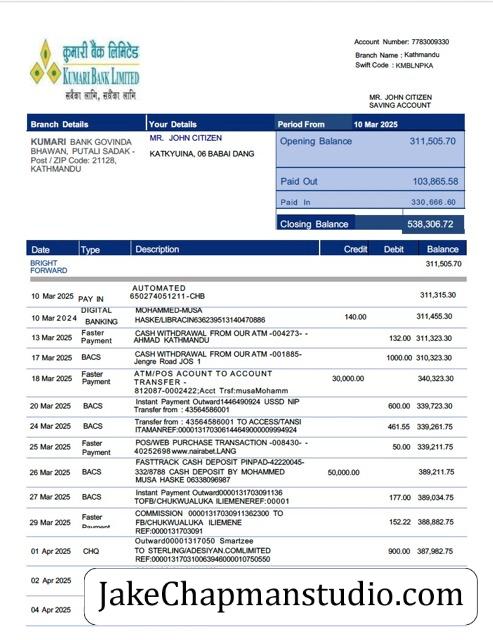 कुमारी बैंक लिमिटेड
KUMARI BANK LIMITED
Account Number: 7783009330
Branch Name : Kathmandu
Swift Code : KMBLNPKA
MR. JOHN CITIZEN
SAVING ACCOUNT
Branch Details Your Details Period From 10 Mar 2025
KUMARI BANK GOVINDA
BHAWAN, PUTALI SADAK -
Post / ZIP Code: 21128,
KATHMANDU
MR. JOHN CITIZEN
KATKYUINA, 06 BABAI DANG
Opening Balance 311,505.70
Paid Out 103,865.58
Paid In 330,666.60
Closing Balance 538,306.72
Date Type Description Credit Debit Balance
BRIGHT
FORWARD 311,505.70
AUTOMATED
10 Mar 2025 PAY IN 650274051211-CHB 311,315.30
10 Mar 2024 DIGITAL BANKING MOHAMMED-MUSA 140.00 311,455.30
HASKE/LIBRACIN636239513140470886
13 Mar 2025 Faster Payment CASH WITHDRAWAL FROM OUR ATM -004273- - 132.00 311,323.30
AHMAD KATHMANDU
17 Mar 2025 BACS CASH WITHDRAWAL FROM OUR ATM -001885- 1000.00 310,323.30
Jengre Road JOS 1
18 Mar 2025 Faster Payment ATM/POS ACOUNT TO ACCOUNT 30,000.00 340,323.30
TRANSFER -
812087-0002422;Acct Trsf:musaMohamm
20 Mar 2025 BACS Instant Payment Outward1446490924 USSD NIP 600.00 339,723.30
Transfer from : 43564586001
24 Mar 2025 BACS Transfer from : 43564586001 TO ACCESS/TANSI 461.55 339,261.75
ITAMANREF:00001317030614464900009994924
25 Mar 2025 Faster Payment POS/WEB PURCHASE TRANSACTION -008430- - 50.00 339,211.75
40252698www.nairabet.LANG
26 Mar 2025 BACS FASTTRACK CASH DEPOSIT PINPAD-42220045- 50,000.00 389,211.75
332/8788 CASH DEPOSIT BY MOHAMMED
MUSA HASKE 06338096987
27 Mar 2025 BACS Instant Payment Outward0000131703091136 177.00 389,034.75
TOFB/CHUKWUALUKA ILIEMENEREF:00001
29 Mar 2025 Faster Payment COMMISSION 00001317030911362300 TO 152.22 388,882.75
FB/CHUKWUALUKA ILIEMENE
REF:0000131703091
01 Apr 2025 CHQ Outward00001317050 Smartzee 900.00 387,982.75
TO STERLING/ADESIYAN.COMLIMITED
REF:00001317031006394600001​0750550
02 Apr 2025
04 Apr 2025
JakeChapmanstudio.com